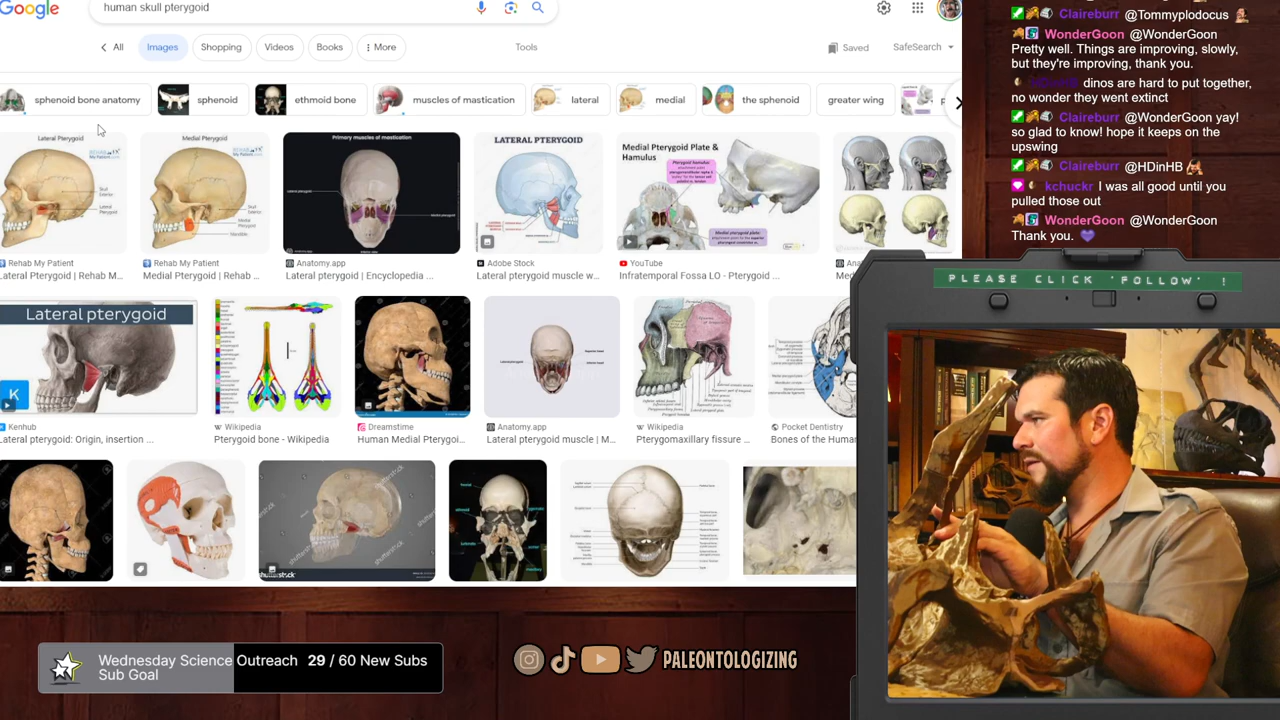 Google
human skull pterygoid
All
Images
Shopping
Videos
Books
More
Tools
Saved
SafeSearch
sphenoid bone anatomy
sphenoid
ethmoid bone
muscles of mastication
lateral
medial
the sphenoid
greater wing
Lateral Pterygoid
Medial Pterygoid
Primary muscles of mastication
LATERAL PTERYGOID
Medial Pterygoid Plate &
Hamulus
Rehab My Patient
Lateral Pterygoid | Rehab M...
Rehab My Patient
Medial Pterygoid | Rehab ...
Anatomy.app
Lateral pterygoid | Encyclopedia ...
Adobe Stock
Lateral pterygoid muscle w...
YouTube
Infratemporal Fossa LO - Pterygoid ...
Lateral pterygoid
Kenhub
Lateral pterygoid: Origin, insertion ...
Wikipedia
Pterygoid bone - Wikipedia
Dreamstime
Human Medial Pterygoi...
Anatomy.app
Lateral pterygoid muscle | M...
Wikipedia
Pterygomaxillary fissure ...
Pocket Dentistry
Bones of the Human
shutterstock
Claireburr @Tommyplodocus
WonderGoon @WonderGoon
Pretty well. Things are improving, slowly,
but they're improving, thank you.
dinos are hard to put together,
no wonder they went extinct
Claireburr @WonderGoon yay!
so glad to know! hope it keeps on the
upswing
Claireburr @JDinHB
kchuckr I was all good until you
pulled those out
WonderGoon @WonderGoon
Thank you.
PLEASE CLICK 'FOLLOW' !
Wednesday Science Outreach 29 / 60 New Subs
Sub Goal
PALEONTOLOGIZING